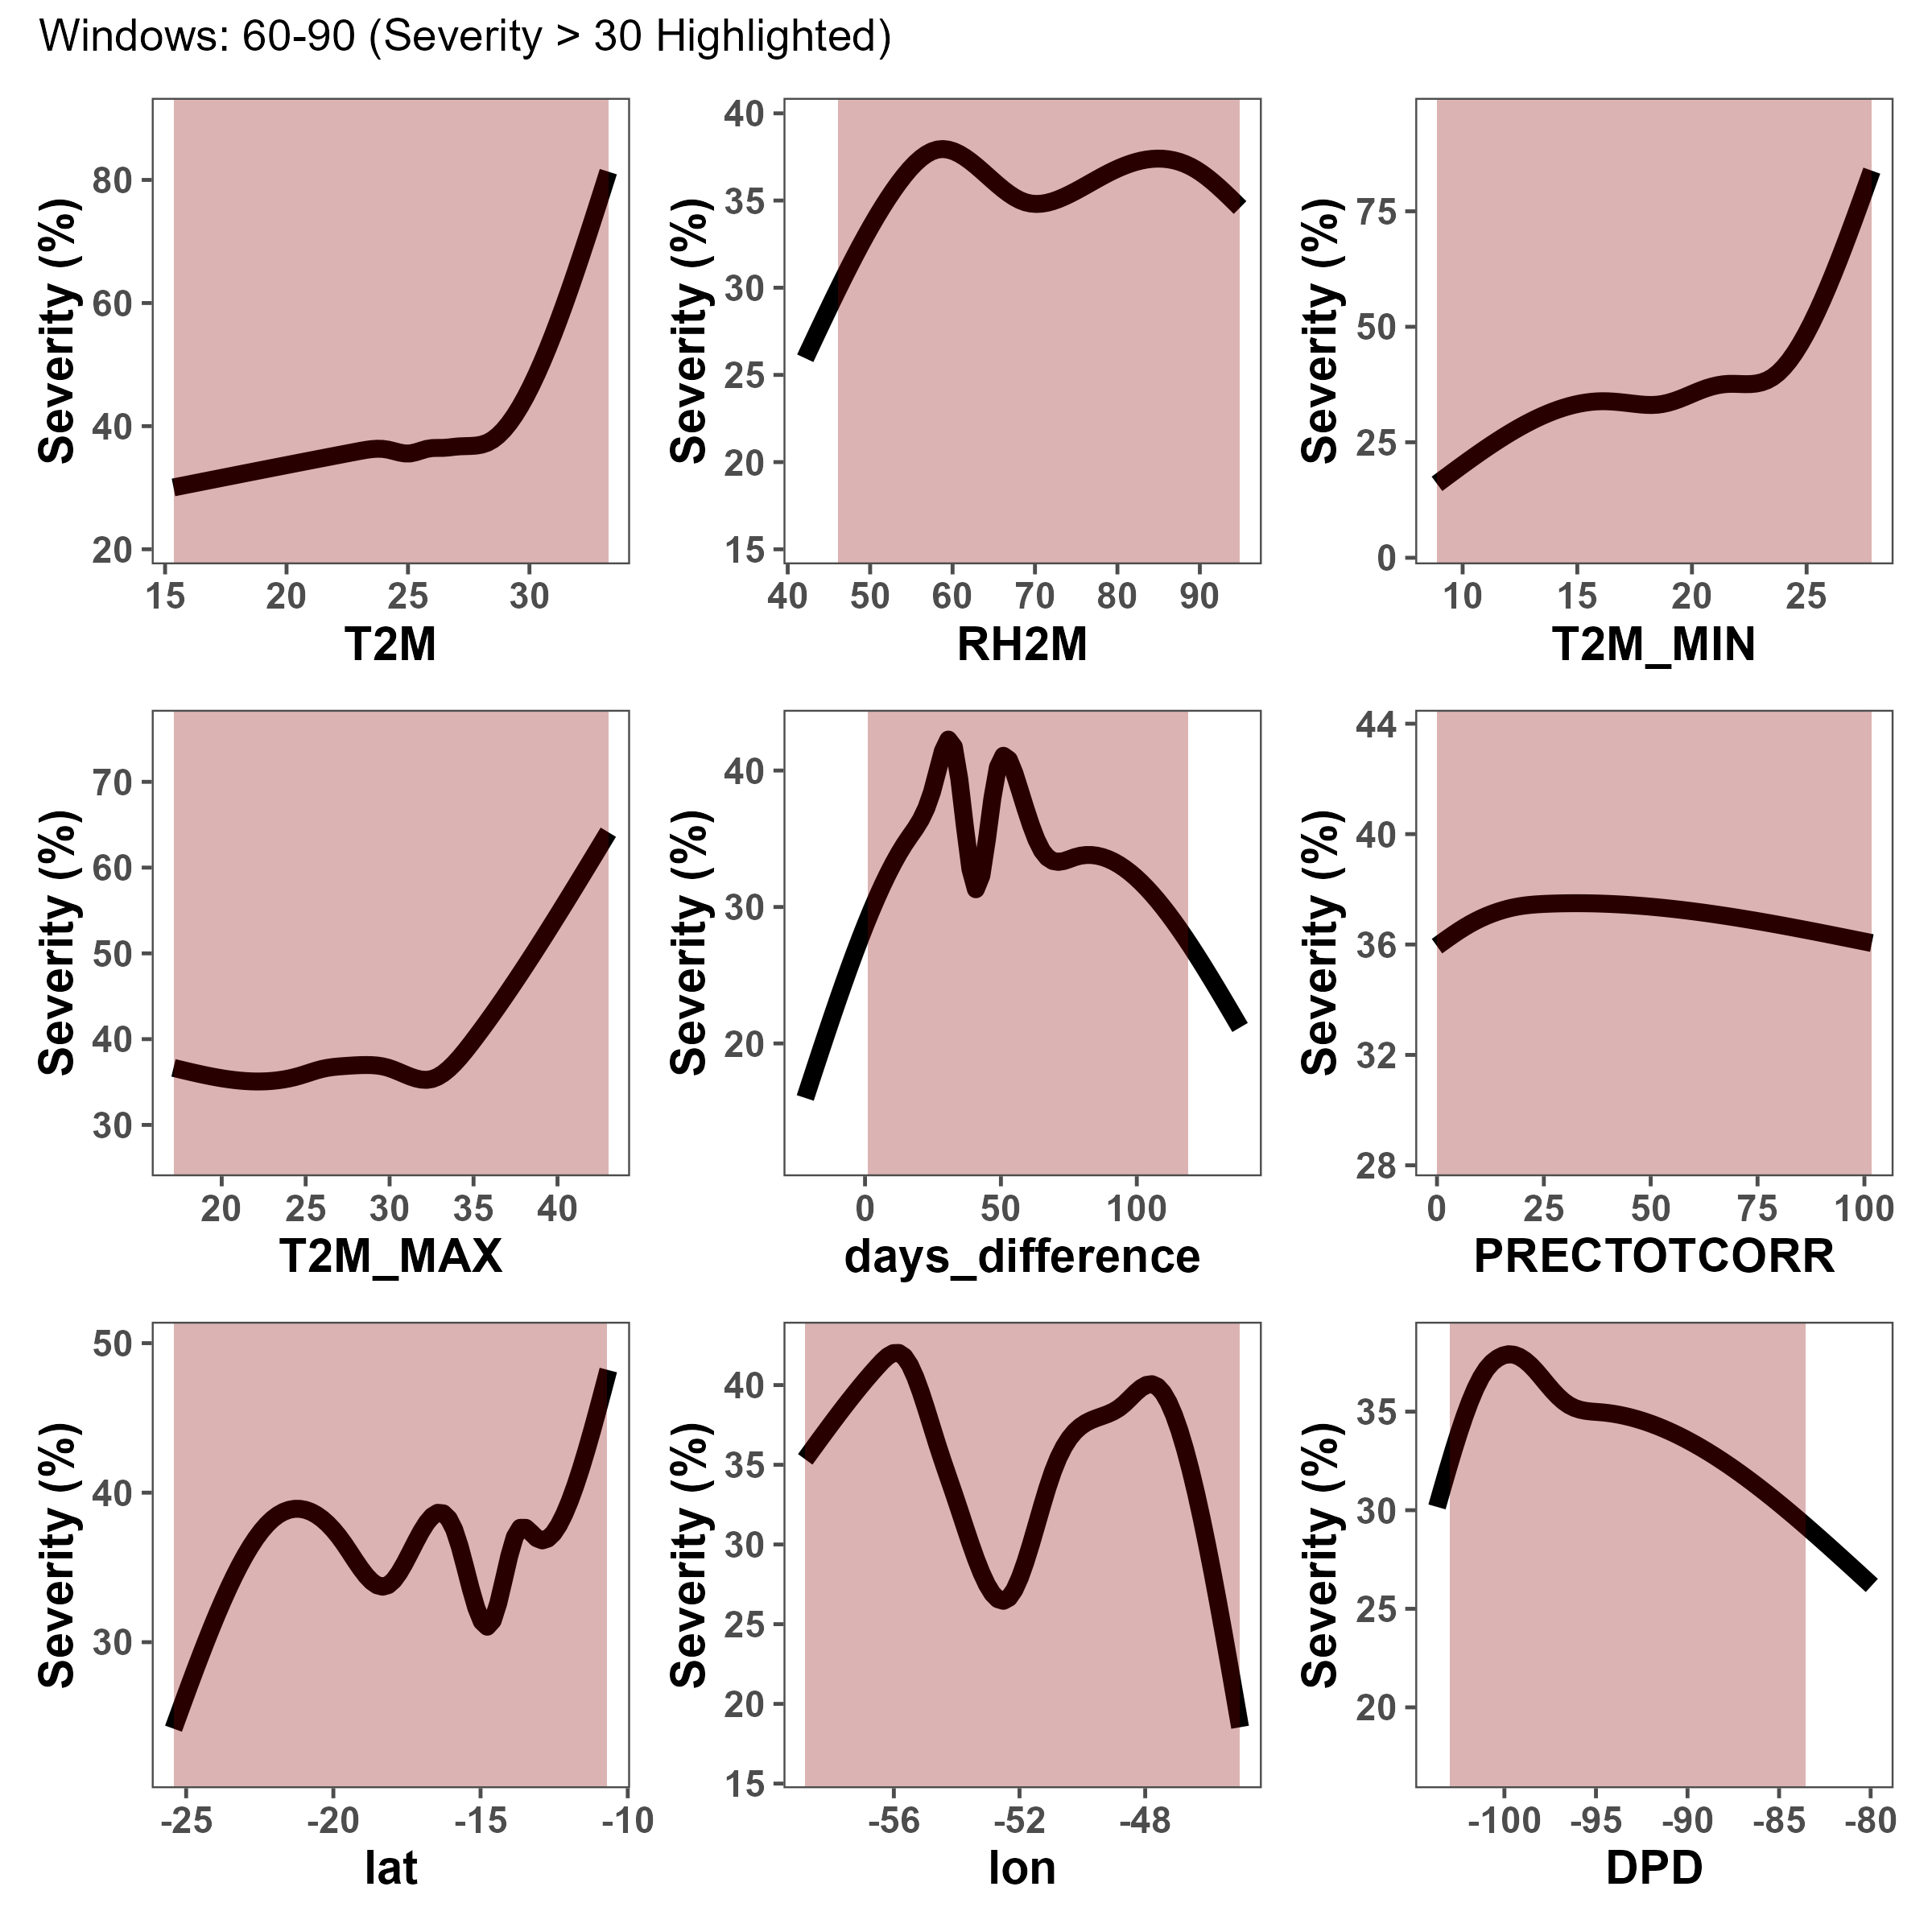 Windows: 60-90 (Severity > 30 Highlighted)
Severity (%)
80
60
40
20
15 20 25 30
T2M
Severity (%)
40
35
30
25
20
15
40 50 60 70 80 90
RH2M
Severity (%)
75
50
25
0
10 15 20 25
T2M_MIN
Severity (%)
70
60
50
40
30
20 25 30 35 40
T2M_MAX
Severity (%)
40
30
20
0 50 100
days_difference
Severity (%)
44
40
36
32
28
0 25 50 75 100
PRECTOTCORR
Severity (%)
50
40
30
-25 -20 -15 -10
lat
Severity (%)
40
35
30
25
20
15
-56 -52 -48
lon
Severity (%)
35
30
25
20
-100 -95 -90 -85 -80
DPD